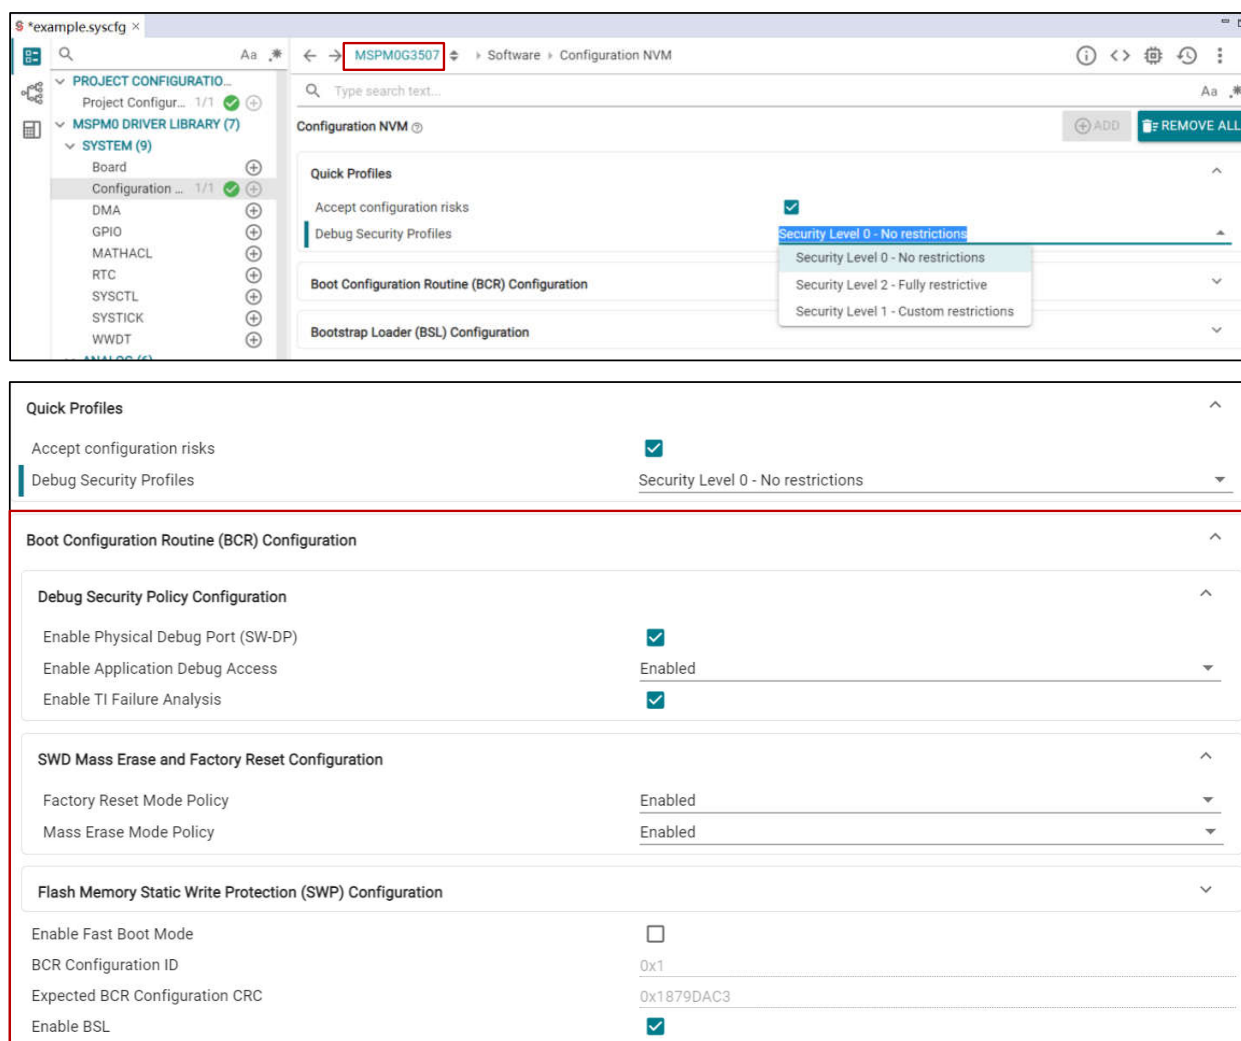 *example.syscfg ×
Aa .*
MSPM0G3507 Software Configuration NVM
PROJECT CONFIGURATIO...
Project Configur... 1/1
Type search text...
Aa .*
MSPM0 DRIVER LIBRARY (7)
Configuration NVM
ADD
REMOVE ALL
SYSTEM (9)
Board
Configuration ... 1/1
DMA
GPIO
MATHACL
RTC
SYSCTL
SYSTICK
WWDT
ANALOG (6)
Quick Profiles
Accept configuration risks
Debug Security Profiles
Security Level 0 - No restrictions
Security Level 0 - No restrictions
Security Level 2 - Fully restrictive
Security Level 1 - Custom restrictions
Boot Configuration Routine (BCR) Configuration
Bootstrap Loader (BSL) Configuration
Quick Profiles
Accept configuration risks
Debug Security Profiles
Security Level 0 - No restrictions
Boot Configuration Routine (BCR) Configuration
Debug Security Policy Configuration
Enable Physical Debug Port (SW-DP)
Enable Application Debug Access
Enabled
Enable TI Failure Analysis
SWD Mass Erase and Factory Reset Configuration
Factory Reset Mode Policy
Enabled
Mass Erase Mode Policy
Enabled
Flash Memory Static Write Protection (SWP) Configuration
Enable Fast Boot Mode
BCR Configuration ID
0x1
Expected BCR Configuration CRC
0x1879DAC3
Enable BSL